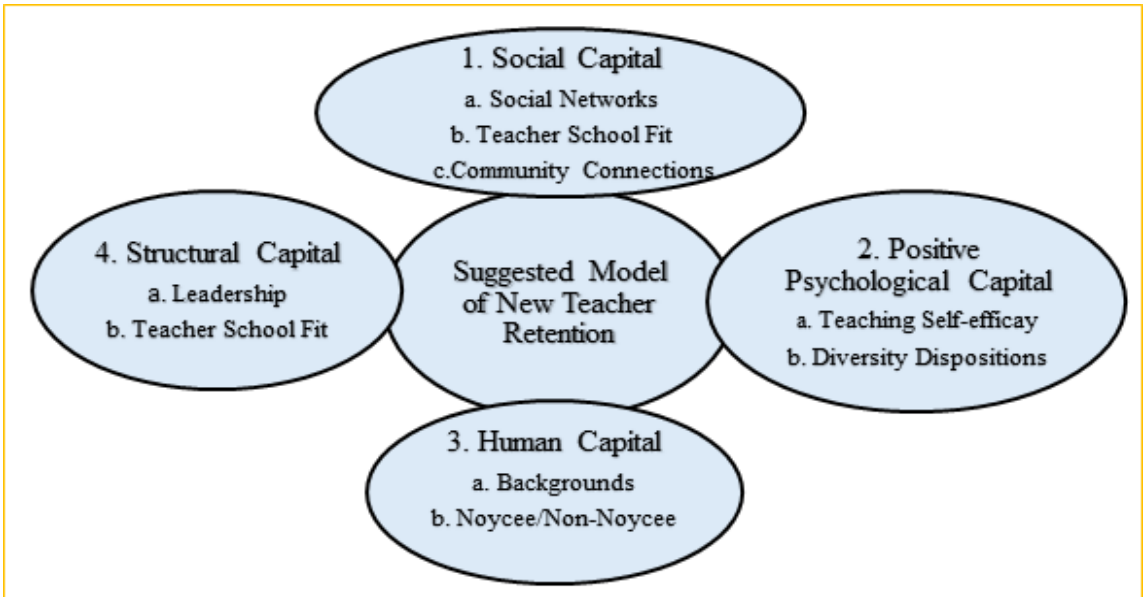 1. Social Capital
a. Social Networks
b. Teacher School Fit
c.Community Connections
4. Structural Capital
a. Leadership
b. Teacher School Fit
Suggested Model
of New Teacher
Retention
2. Positive
Psychological Capital
a. Teaching Self-efficay
b. Diversity Dispositions
3. Human Capital
a. Backgrounds
b. Noycee/Non-Noycee